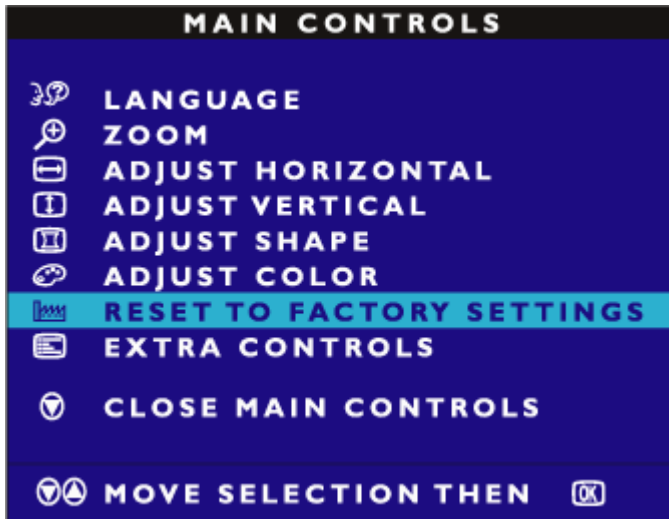 MAIN CONTROLS
LANGUAGE
ZOOM
ADJUST HORIZONTAL
ADJUST VERTICAL
ADJUST SHAPE
ADJUST COLOR
RESET TO FACTORY SETTINGS
EXTRA CONTROLS
CLOSE MAIN CONTROLS
MOVE SELECTION THEN OK